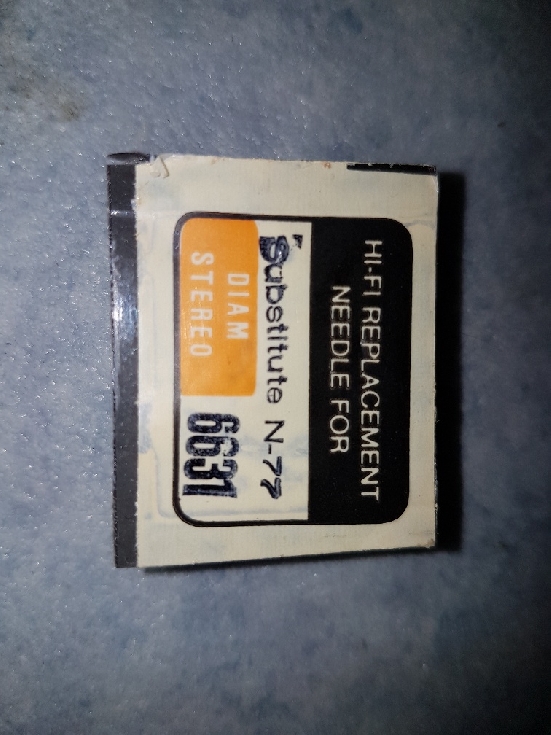 HI-FI REPLACEMENT
NEEDLE FOR
Substitute N-77
DIAM
STEREO
6631